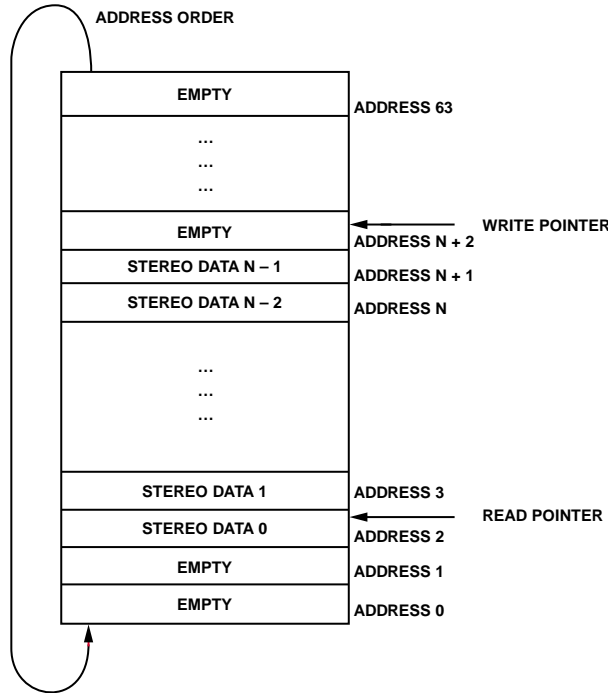 ADDRESS ORDER
EMPTY
ADDRESS 63
...
...
...
WRITE POINTER
EMPTY
ADDRESS N + 2
STEREO DATA N – 1
ADDRESS N + 1
STEREO DATA N – 2
ADDRESS N
...
...
...
STEREO DATA 1
ADDRESS 3
READ POINTER
STEREO DATA 0
ADDRESS 2
EMPTY
ADDRESS 1
EMPTY
ADDRESS 0